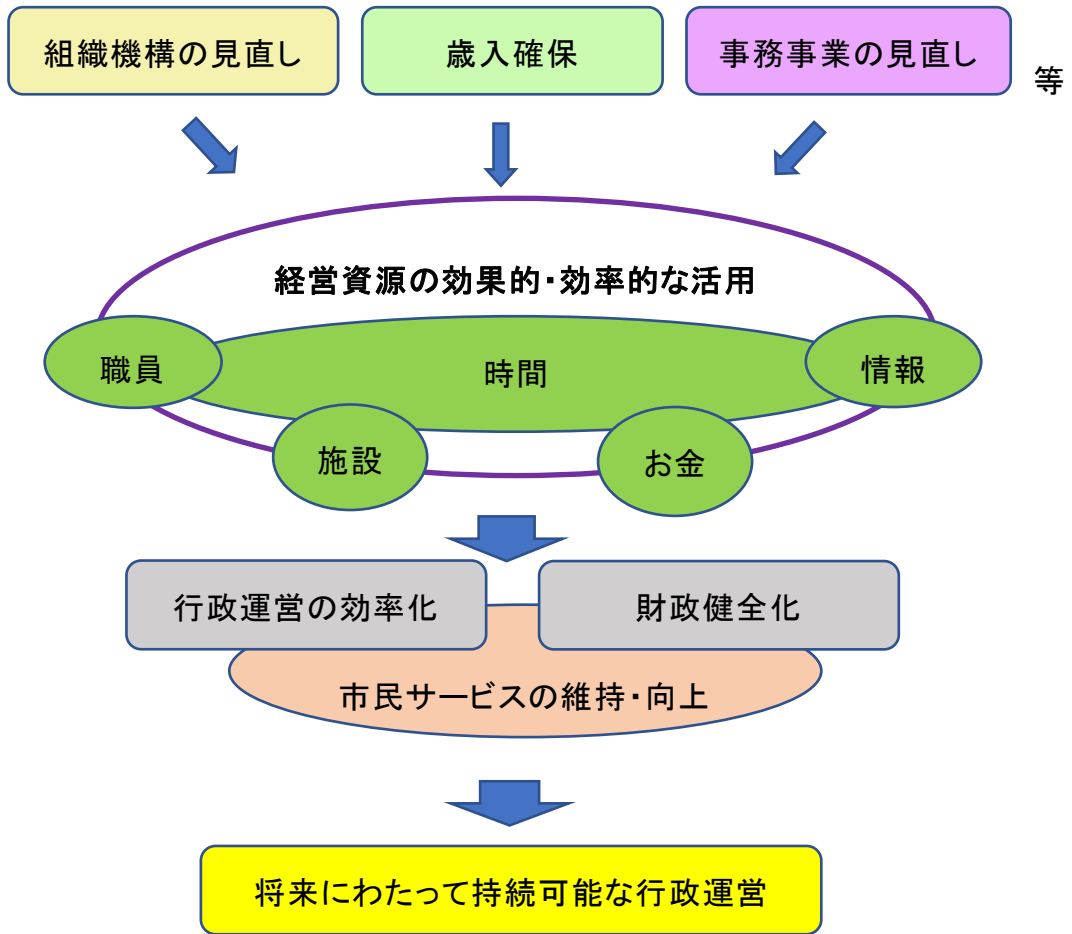 組織機構の見直し
歳入確保
事務事業の見直し
等
経営資源の効果的・効率的な活用
職員
時間
情報
施設
お金
行政運営の効率化
財政健全化
市民サービスの維持・向上
将来にわたって持続可能な行政運営